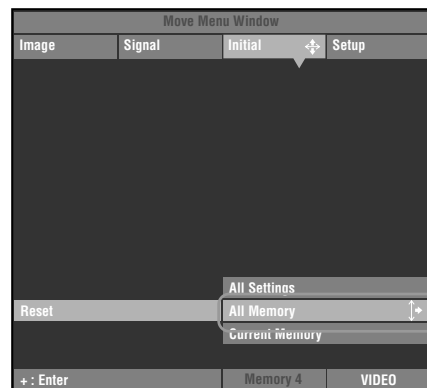 Move Menu Window
Image Signal Initial Setup
All Settings
Reset All Memory
Current Memory
+ : Enter Memory 4 VIDEO